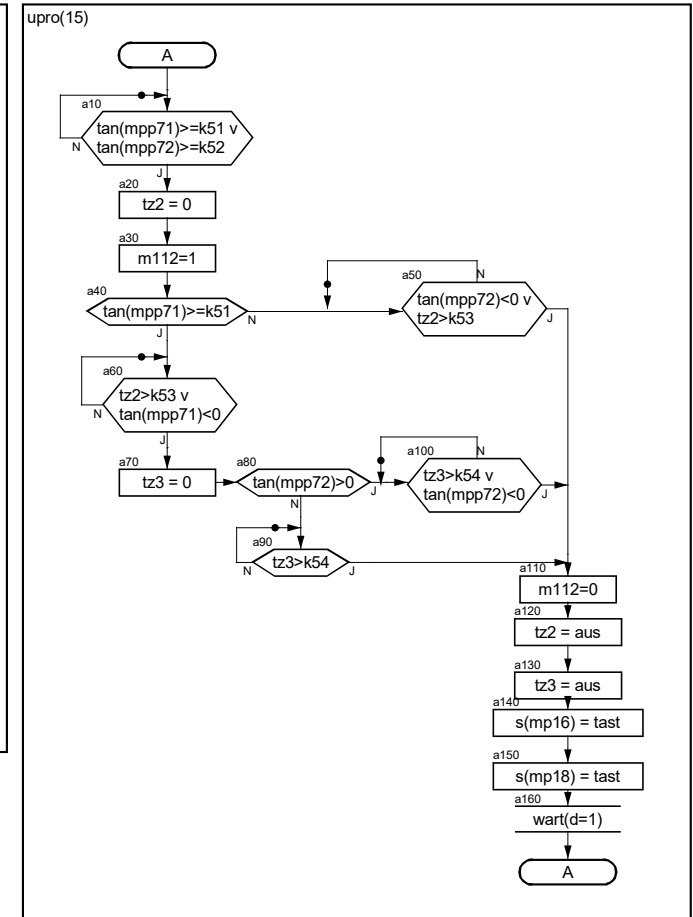 upro(15)
A
a10
tan(mpp71)>=k51 v
tan(mpp72)>=k52
N
J
a20
tz2 = 0
a30
m112=1
a40
tan(mpp71)>=k51
N
J
a50
N
tan(mpp72)<0 v
tz2>k53
J
a60
tz2>k53 v
tan(mpp71)<0
N
J
a70
tz3 = 0
a80
tan(mpp72)>0
J
N
a100
N
tz3>k54 v
tan(mpp72)<0
J
a90
tz3>k54
N
J
a110
m112=0
a120
tz2 = aus
a130
tz3 = aus
a140
s(mp16) = tast
a150
s(mp18) = tast
a160
wart(d=1)
A